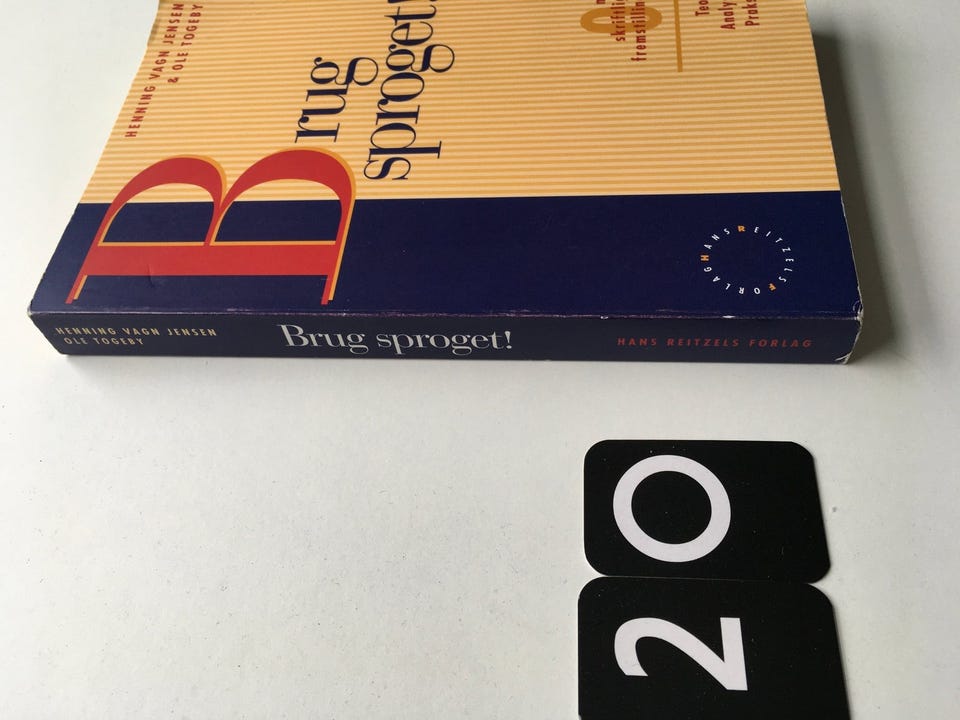 HENNING VAGN JENSEN
& OLE TOGEBY
Brug
sproget!
skriftlig
HANS REITZELS FORLAG
HENNING VAGN JENSEN
OLE TOGEBY
Brug sproget!
HANS REITZELS FORLAG
20